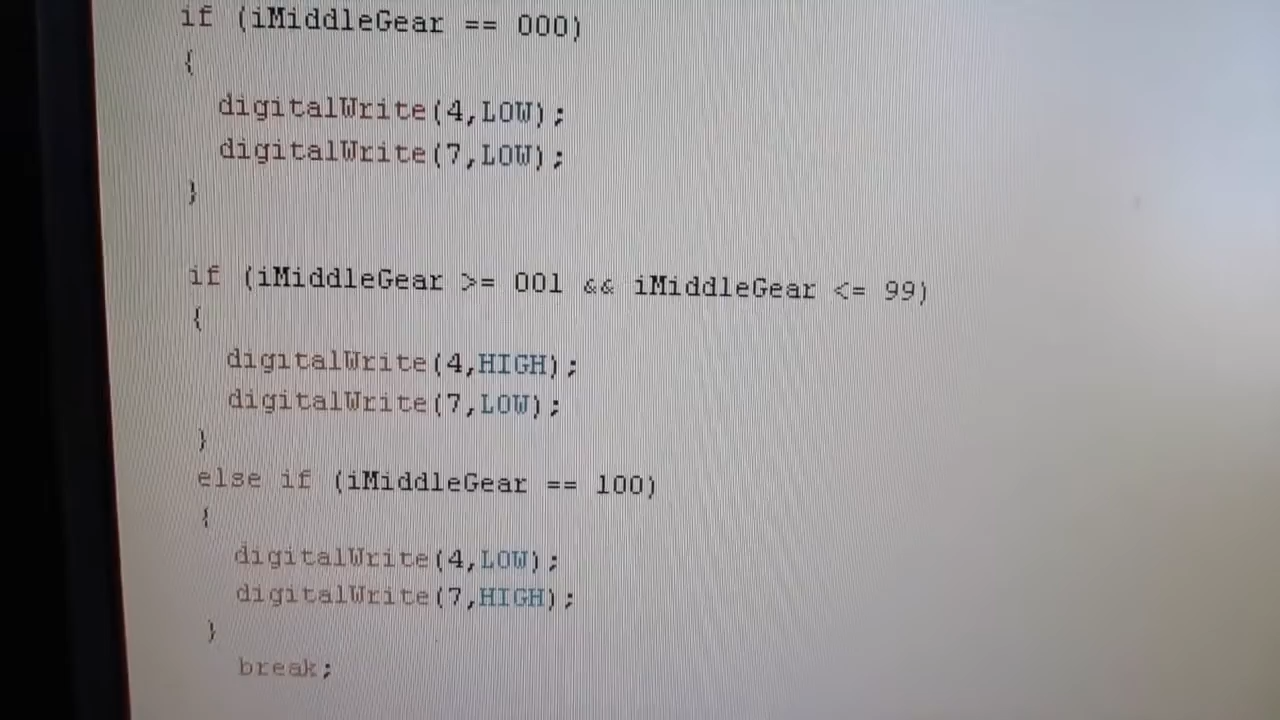 if (iMiddleGear == 000)
{
digitalWrite(4,LOW);
digitalWrite(7,LOW);
}
if (iMiddleGear >= 001 && iMiddleGear <= 99)
{
digitalWrite(4,HIGH);
digitalWrite(7,LOW);
}
else if (iMiddleGear == 100)
{
digitalWrite(4,LOW);
digitalWrite(7,HIGH);
}
break;